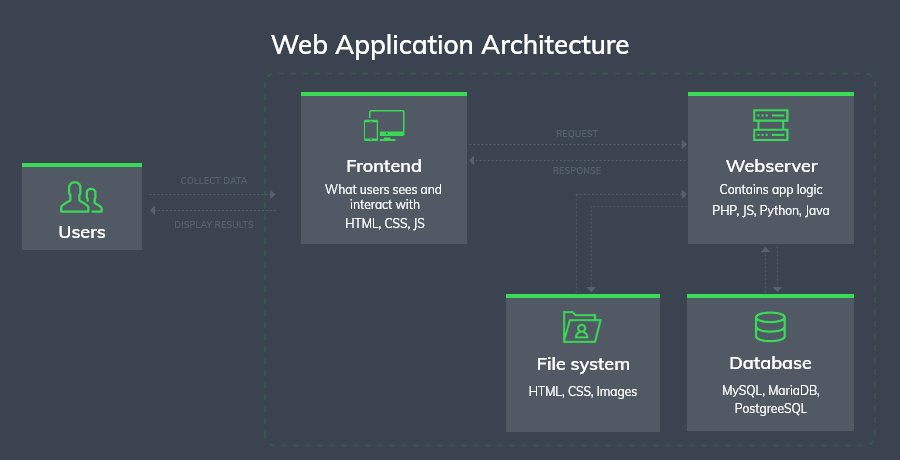 Web Application Architecture
Users
COLLECT DATA
DISPLAY RESULTS
Frontend
What users sees and
interact with
HTML, CSS, JS
REQUEST
RESPONSE
Webserver
Contains app logic
PHP, JS, Python, Java
File system
HTML, CSS, Images
Database
MySQL, MariaDB,
PostgreeSQL